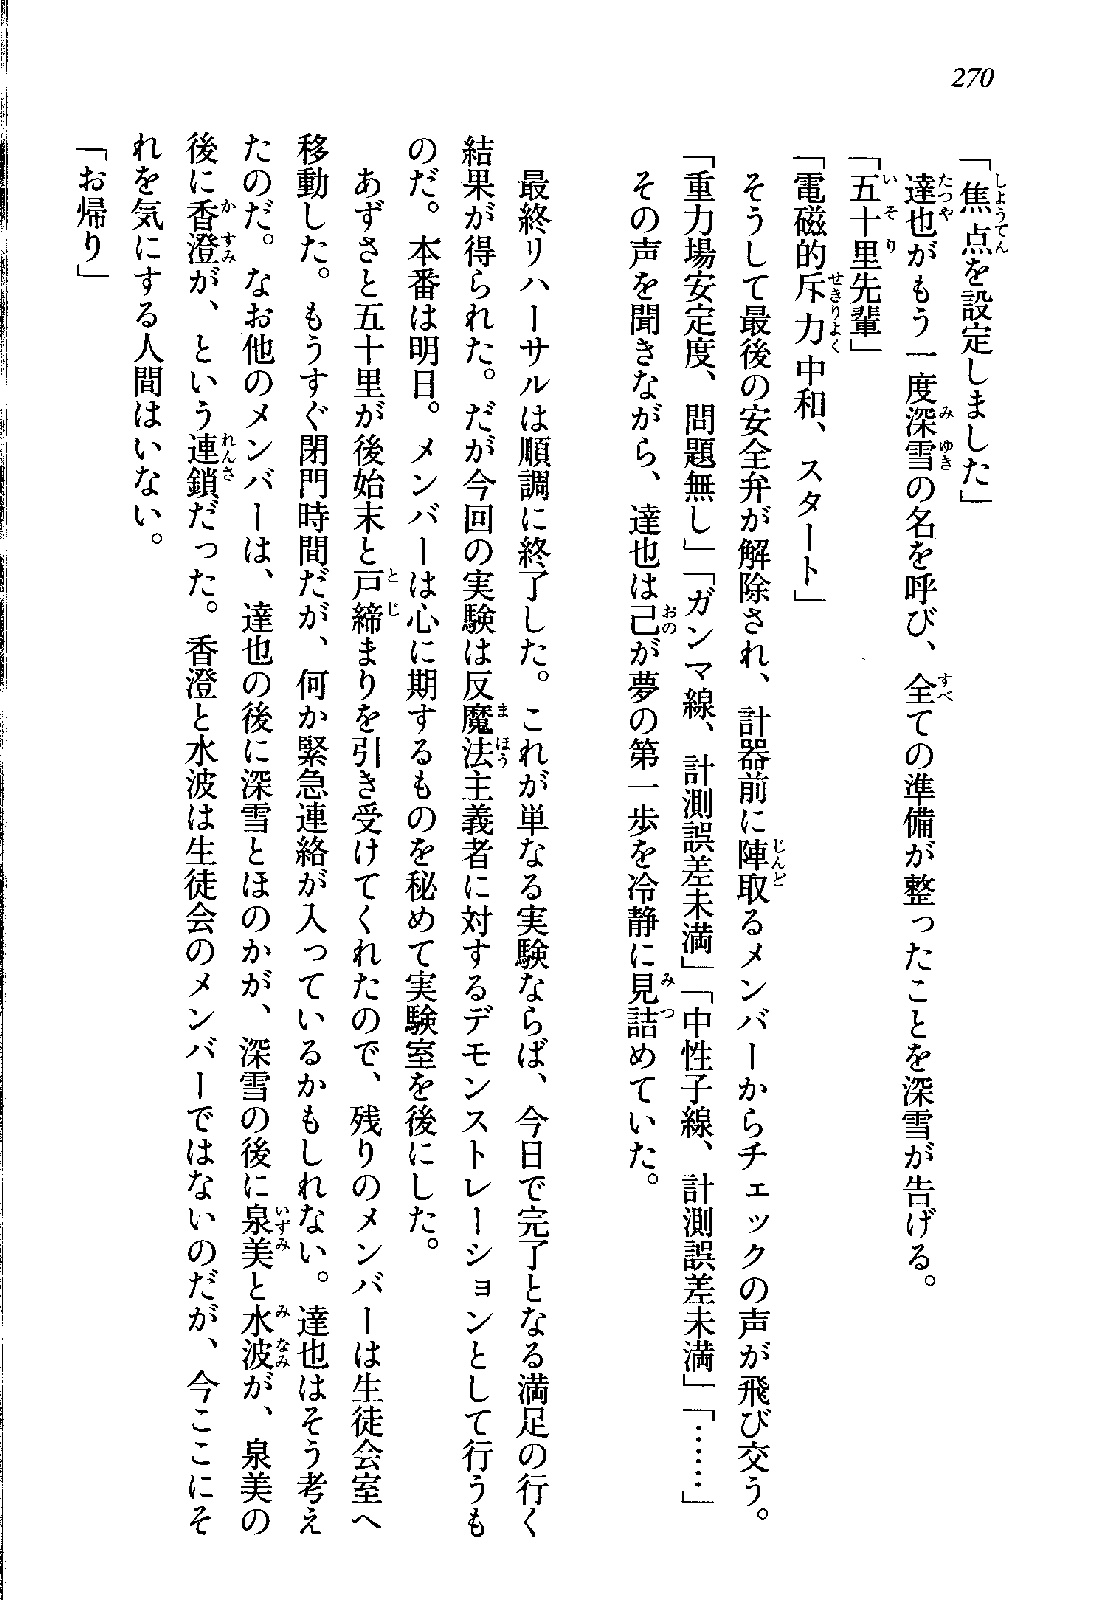 270
「焦点を設定しました」
達也がもう一度深雪の名を呼び、全ての準備が整ったことを深雪が告げる。
「五十里先輩」
「電磁的斥力中和、スタート」
そうして最後の安全弁が解除され、計器前に陣取るメンバーからチェックの声が飛び交う。
「重力場安定度、問題無し」「ガンマ線、計測誤差未満」「中性子線、計測誤差未満」「……」
その声を聞きながら、達也は己が夢の第一歩を冷静に見詰めていた。
最終リハーサルは順調に終了した。これが単なる実験ならば、今日で完了となる満足の行く
結果が得られた。だが今回の実験は反魔法主義者に対するデモンストレーションとして行うも
のだ。本番は明日。メンバーは心に期するものを秘めて実験室を後にした。
あずさと五十里が後始末と戸締まりを引き受けてくれたので、残りのメンバーは生徒会室へ
移動した。もうすぐ閉門時間だが、何か緊急連絡が入っているかもしれない。達也はそう考え
たのだ。なお他のメンバーは、達也の後に深雪とほのかが、深雪の後に泉美と水波が、泉美の
後に香澄が、という連鎖だった。香澄と水波は生徒会のメンバーではないのだが、今ここにそ
れを気にする人間はいない。
「お帰り」